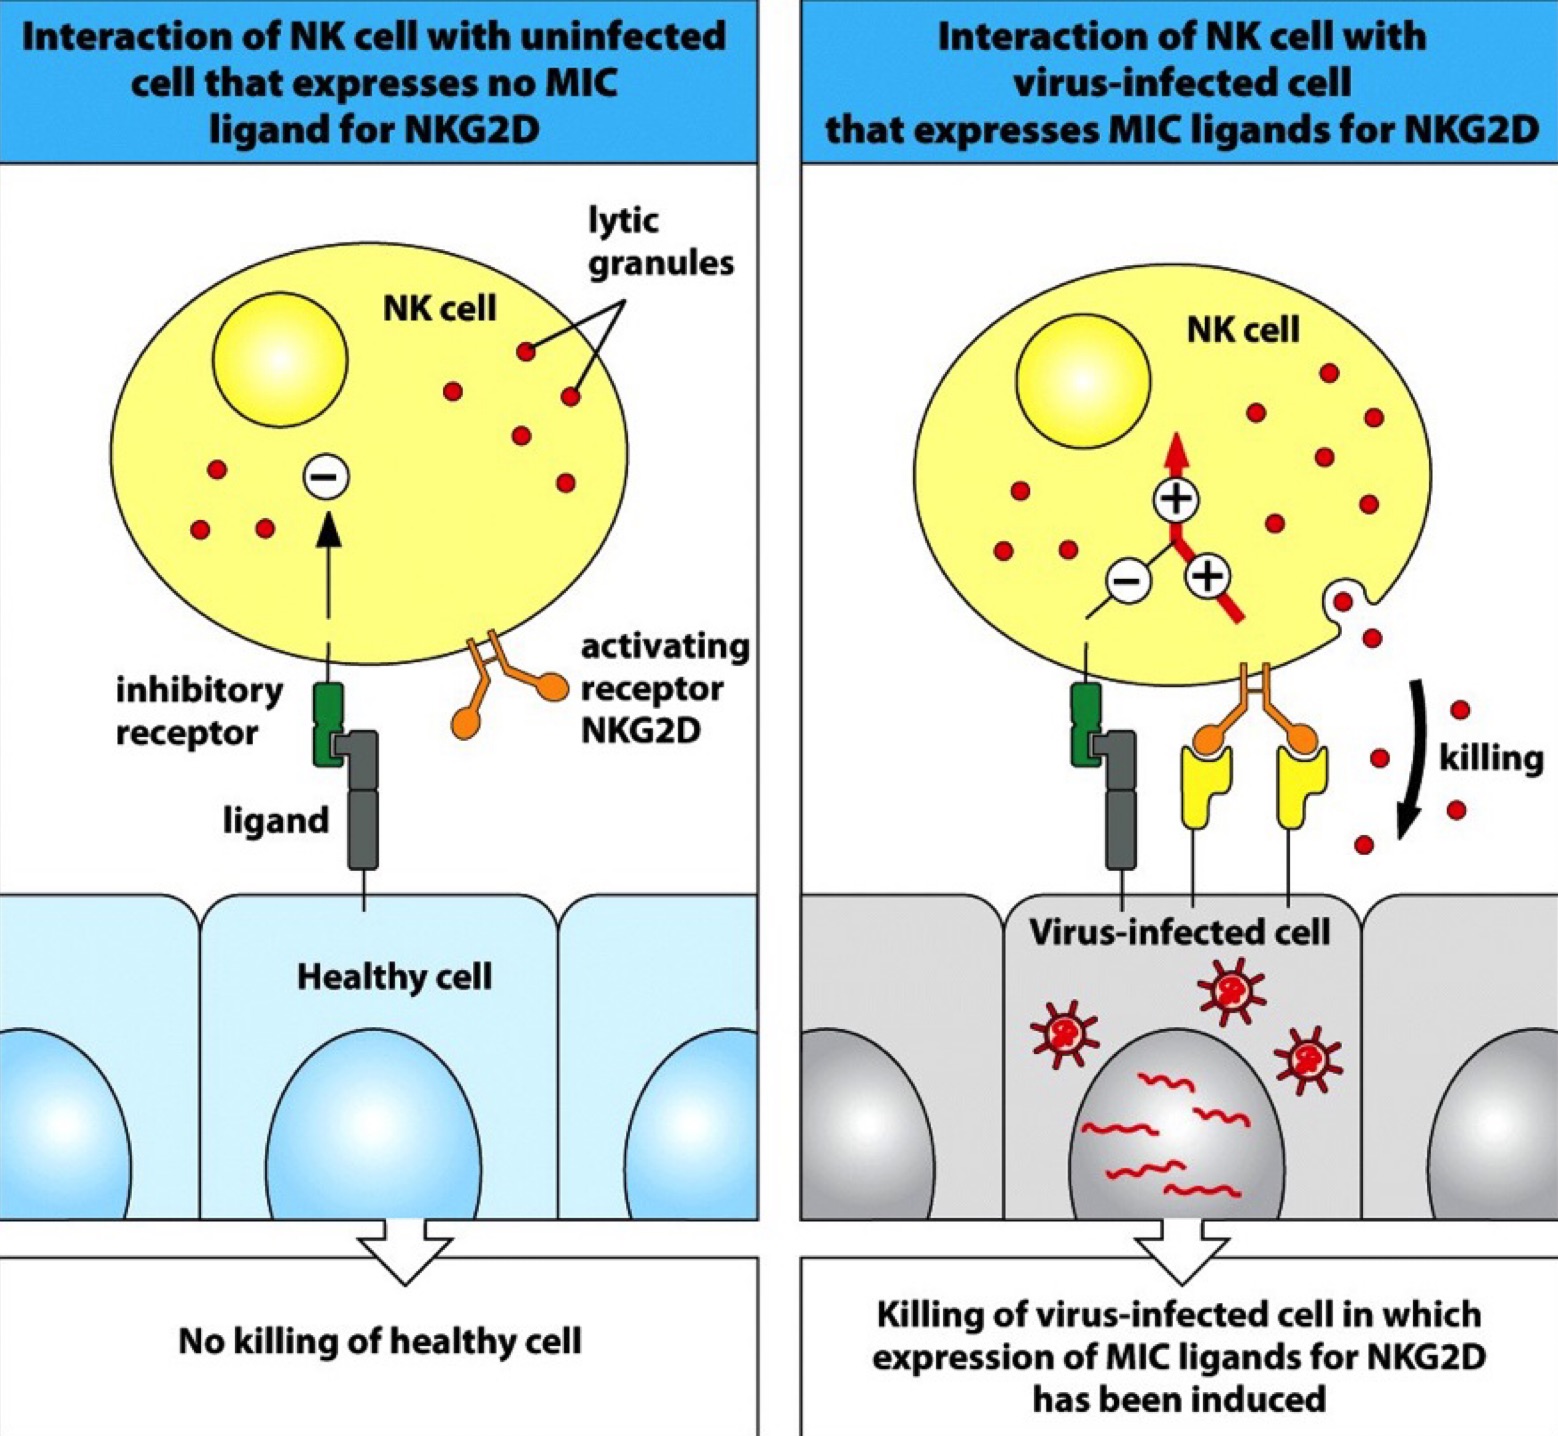 Interaction of NK cell with uninfected
cell that expresses no MIC
ligand for NKG2D
lytic
granules
NK cell
−
inhibitory
receptor
activating
receptor
NKG2D
ligand
Healthy cell
No killing of healthy cell
Interaction of NK cell with
virus-infected cell
that expresses MIC ligands for NKG2D
NK cell
+
−
+
killing
Virus-infected cell
Killing of virus-infected cell in which
expression of MIC ligands for NKG2D
has been induced